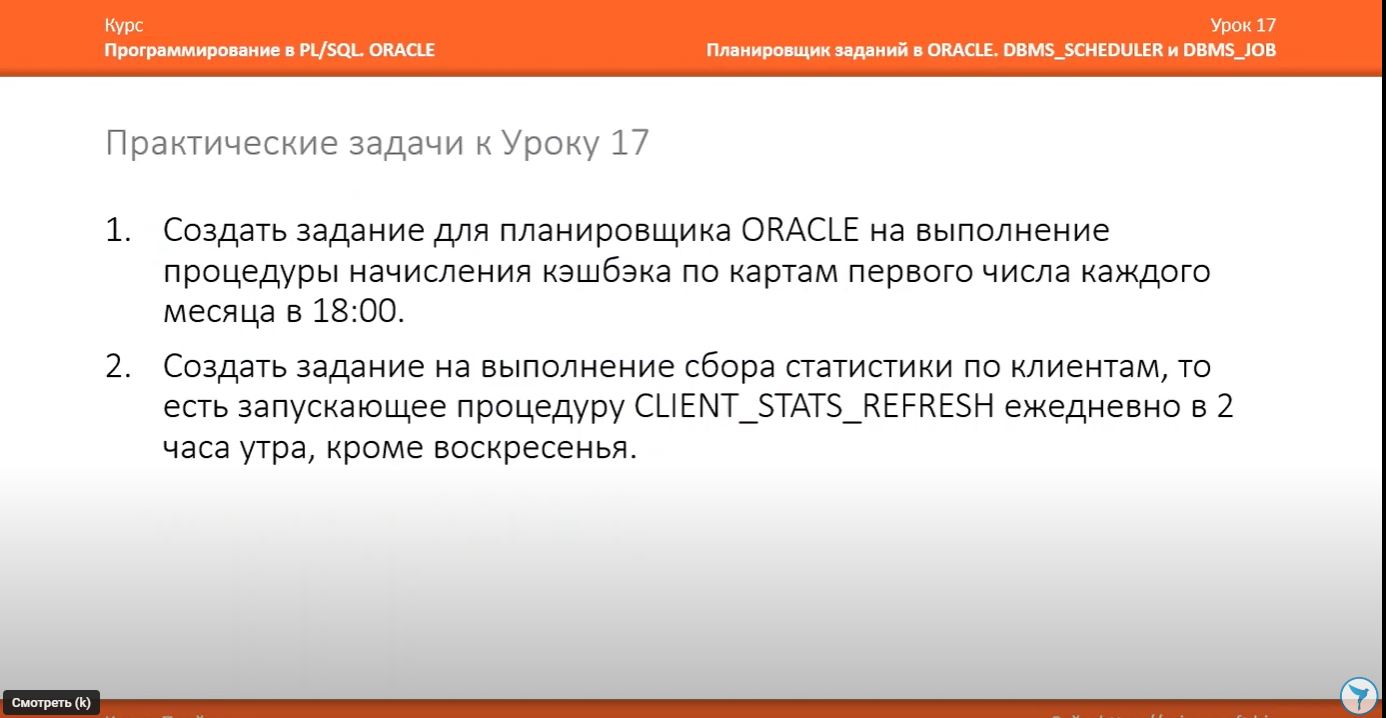 Курс
Урок 17
Программирование в PL/SQL. ORACLE
Планировщик заданий в ORACLE. DBMS_SCHEDULER и DBMS_JOB
Практические задачи к Уроку 17
1. Создать задание для планировщика ORACLE на выполнение
процедуры начисления кэшбэка по картам первого числа каждого
месяца в 18:00.
2. Создать задание на выполнение сбора статистики по клиентам, то
есть запускающее процедуру CLIENT_STATS_REFRESH ежедневно в 2
часа утра, кроме воскресенья.
Смотреть (k)